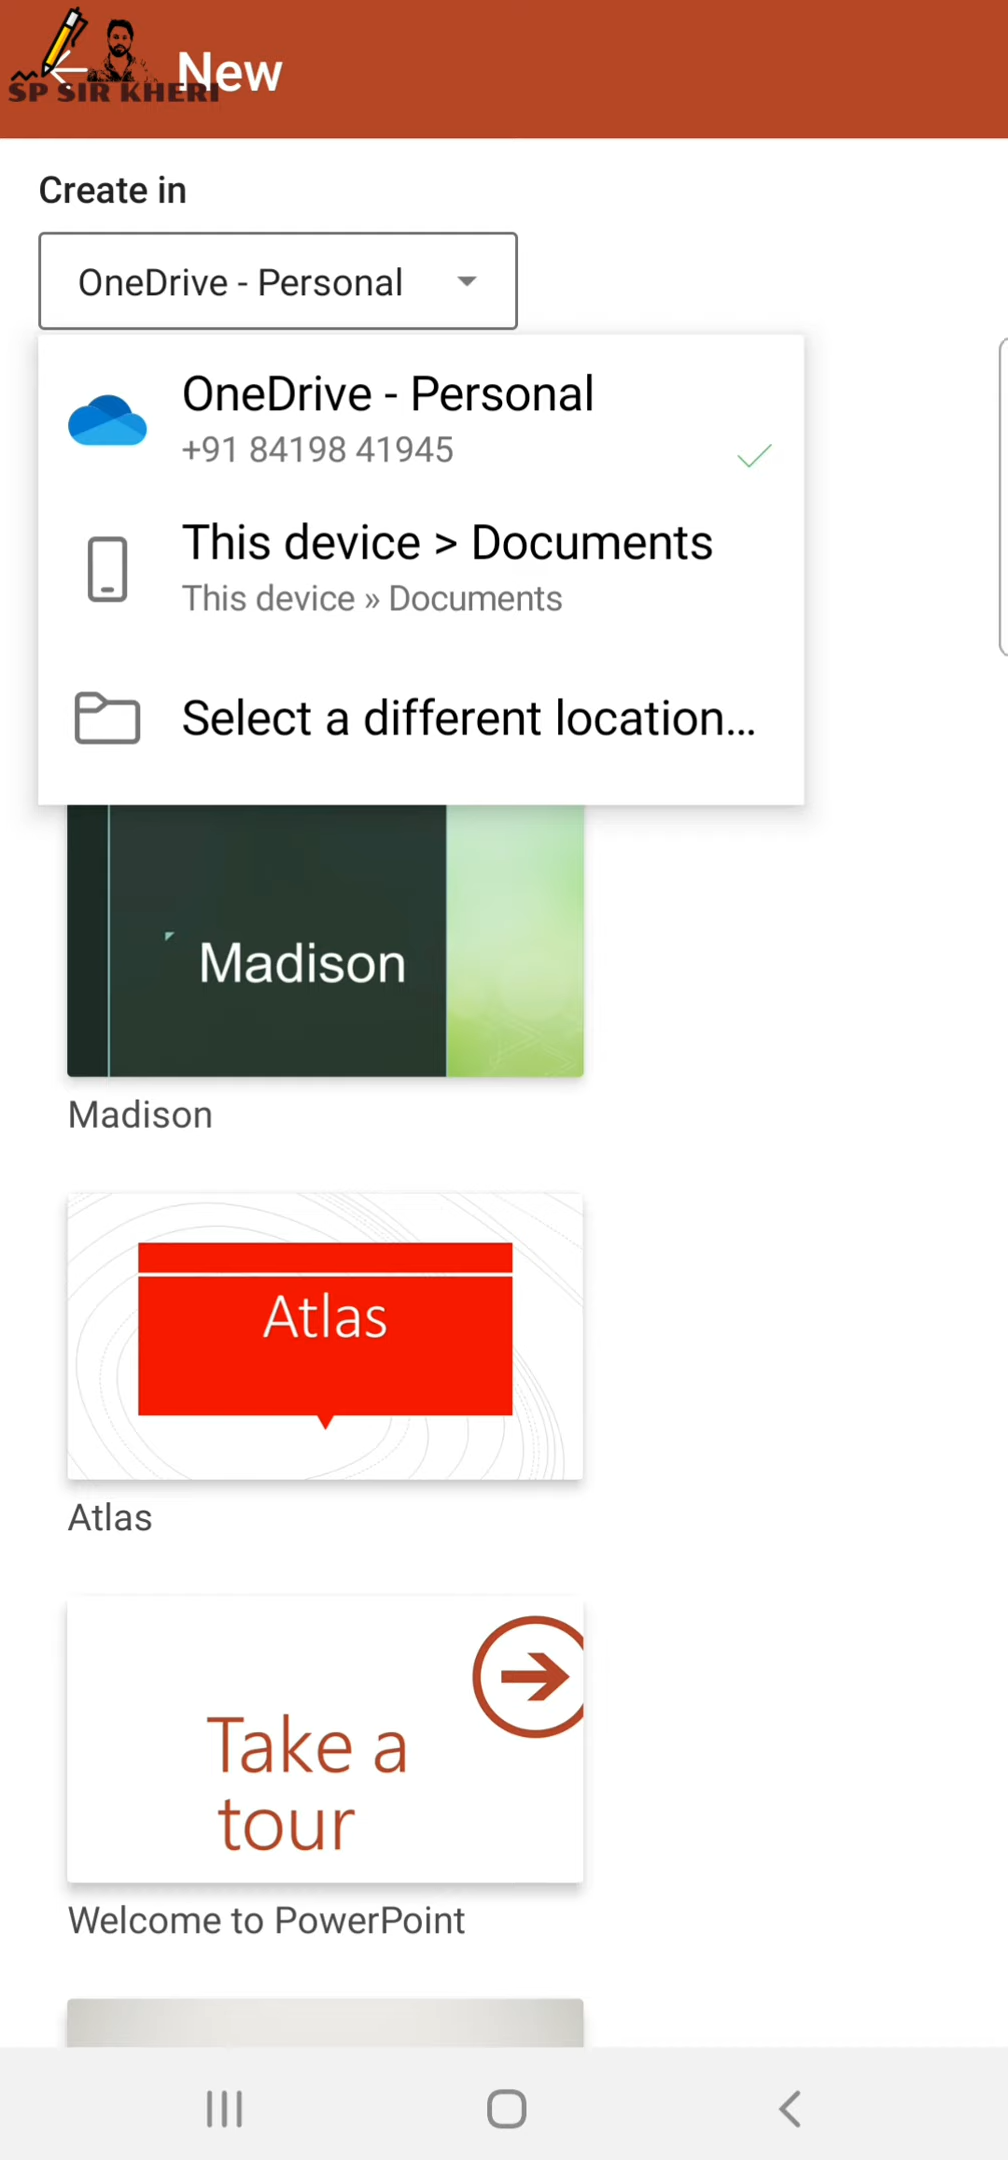 SP SIR KHERI
New
Create in
OneDrive - Personal
OneDrive - Personal
+91 84198 41945
This device > Documents
This device » Documents
Select a different location...
Madison
Madison
Atlas
Atlas
Take a
tour
Welcome to PowerPoint